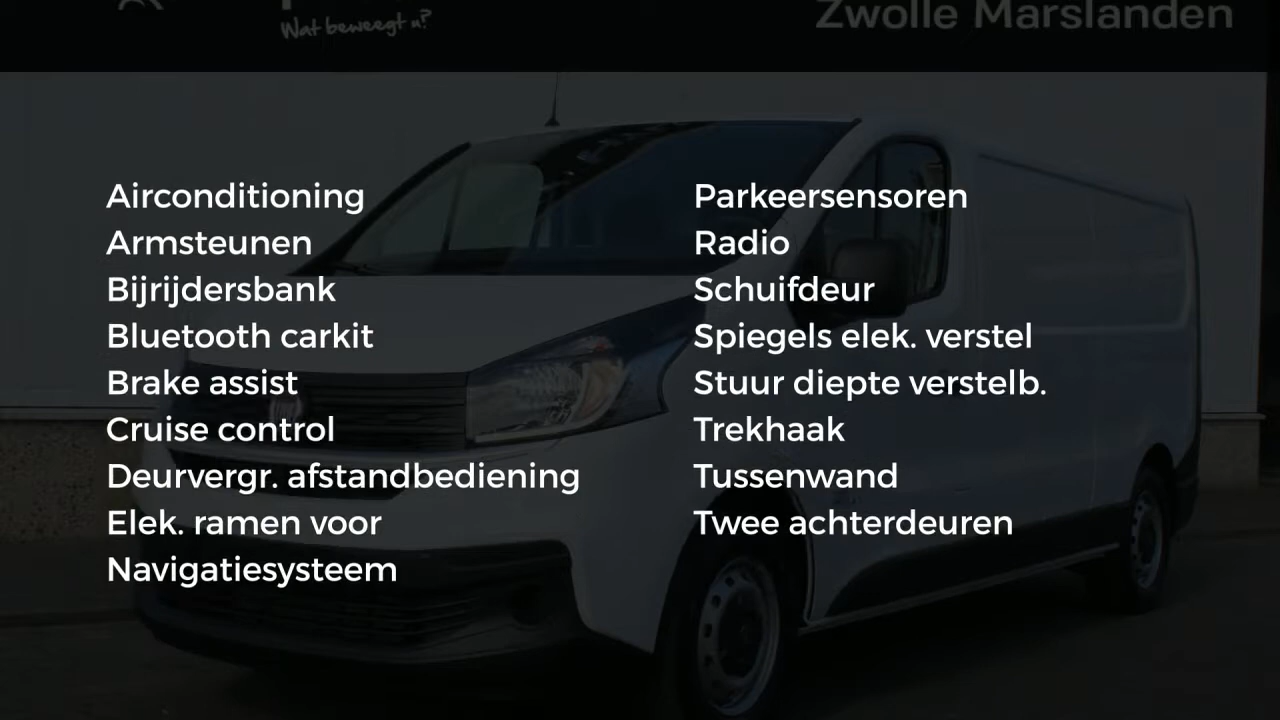 Wat beweegt u?
Zwolle Marslanden
Airconditioning
Armsteunen
Bijrijdersbank
Bluetooth carkit
Brake assist
Cruise control
Deurvergr. afstandbediening
Elek. ramen voor
Navigatiesysteem
Parkeersensoren
Radio
Schuifdeur
Spiegels elek. verstel
Stuur diepte verstelb.
Trekhaak
Tussenwand
Twee achterdeuren